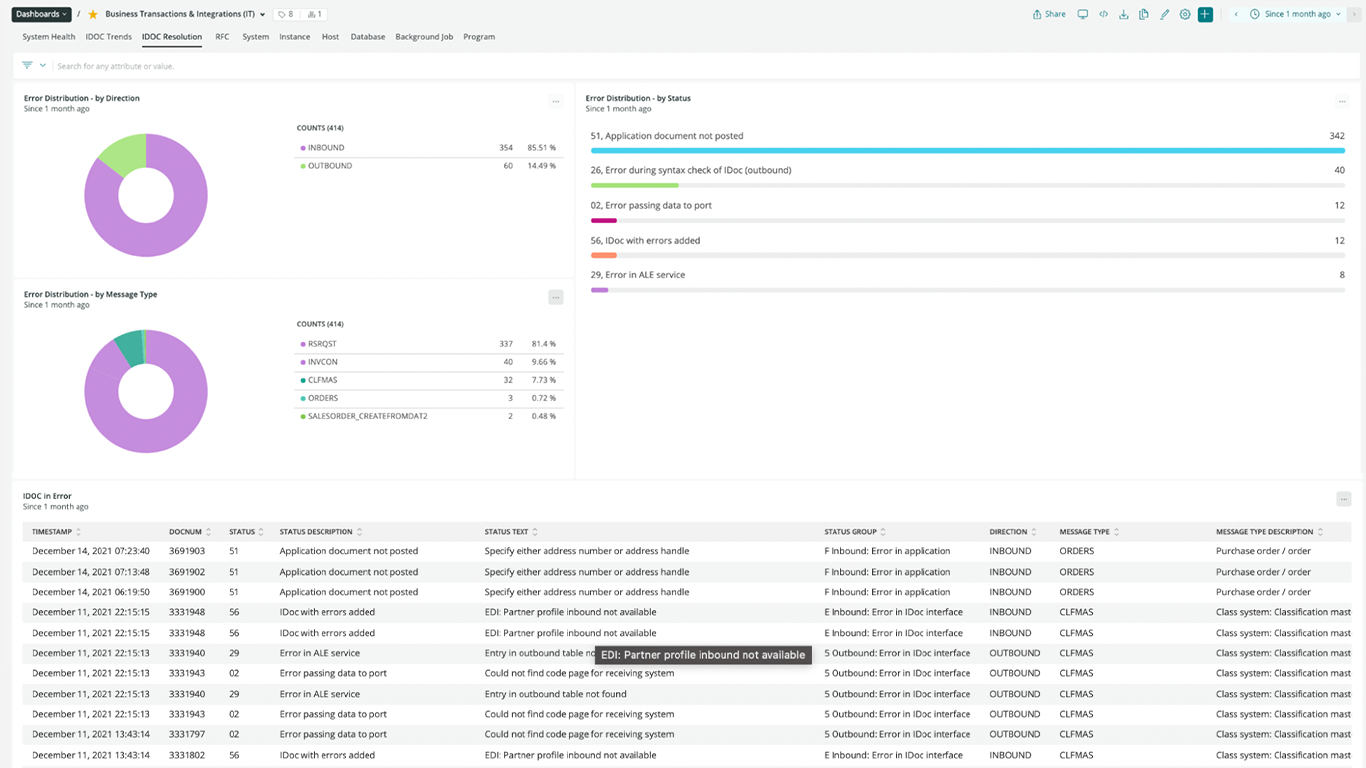 Dashboards / Business Transactions & Integrations (IT) 8 1 Share Since 1 month ago
System Health IDOC Trends IDOC Resolution RFC System Instance Host Database Background Job Program
Search for any attribute or value.
Error Distribution - by Direction
Since 1 month ago
...
COUNTS (414)
INBOUND 354 85.51 %
OUTBOUND 60 14.49 %
Error Distribution - by Status
Since 1 month ago
...
51, Application document not posted 342
26, Error during syntax check of IDoc (outbound) 40
02, Error passing data to port 12
56, IDoc with errors added 12
29, Error in ALE service 8
Error Distribution - by Message Type
Since 1 month ago
...
COUNTS (414)
RSRQST 337 81.4 %
INVCON 40 9.66 %
CLFMAS 32 7.73 %
ORDERS 3 0.72 %
SALESORDER_CREATEFROMDAT2 2 0.48 %
IDOC in Error
Since 1 month ago
...
TIMESTAMP DOCNUM STATUS STATUS DESCRIPTION STATUS TEXT STATUS GROUP DIRECTION MESSAGE TYPE MESSAGE TYPE DESCRIPTION
December 14, 2021 07:23:40 3691903 51 Application document not posted Specify either address number or address handle F Inbound: Error in application INBOUND ORDERS Purchase order / order
December 14, 2021 07:13:48 3691902 51 Application document not posted Specify either address number or address handle F Inbound: Error in application INBOUND ORDERS Purchase order / order
December 14, 2021 06:19:50 3691900 51 Application document not posted Specify either address number or address handle F Inbound: Error in application INBOUND ORDERS Purchase order / order
December 11, 2021 22:15:15 3331948 56 IDoc with errors added EDI: Partner profile inbound not available E Inbound: Error in IDoc interface INBOUND CLFMAS Class system: Classification mast
December 11, 2021 22:15:15 3331948 56 IDoc with errors added EDI: Partner profile inbound not available E Inbound: Error in IDoc interface INBOUND CLFMAS Class system: Classification mast
December 11, 2021 22:15:13 3331940 29 Error in ALE service Entry in outbound table no 5 Outbound: Error in IDoc interface OUTBOUND CLFMAS Class system: Classification mast
EDI: Partner profile inbound not available
December 11, 2021 22:15:13 3331943 02 Error passing data to port Could not find code page for receiving system 5 Outbound: Error in IDoc interface OUTBOUND CLFMAS Class system: Classification mast
December 11, 2021 22:15:13 3331940 29 Error in ALE service Entry in outbound table not found 5 Outbound: Error in IDoc interface OUTBOUND CLFMAS Class system: Classification mast
December 11, 2021 22:15:13 3331943 02 Error passing data to port Could not find code page for receiving system 5 Outbound: Error in IDoc interface OUTBOUND CLFMAS Class system: Classification mast
December 11, 2021 13:43:14 3331797 02 Error passing data to port Could not find code page for receiving system 5 Outbound: Error in IDoc interface OUTBOUND CLFMAS Class system: Classification mast
December 11, 2021 13:43:14 3331802 56 IDoc with errors added EDI: Partner profile inbound not available E Inbound: Error in IDoc interface INBOUND CLFMAS Class system: Classification mast